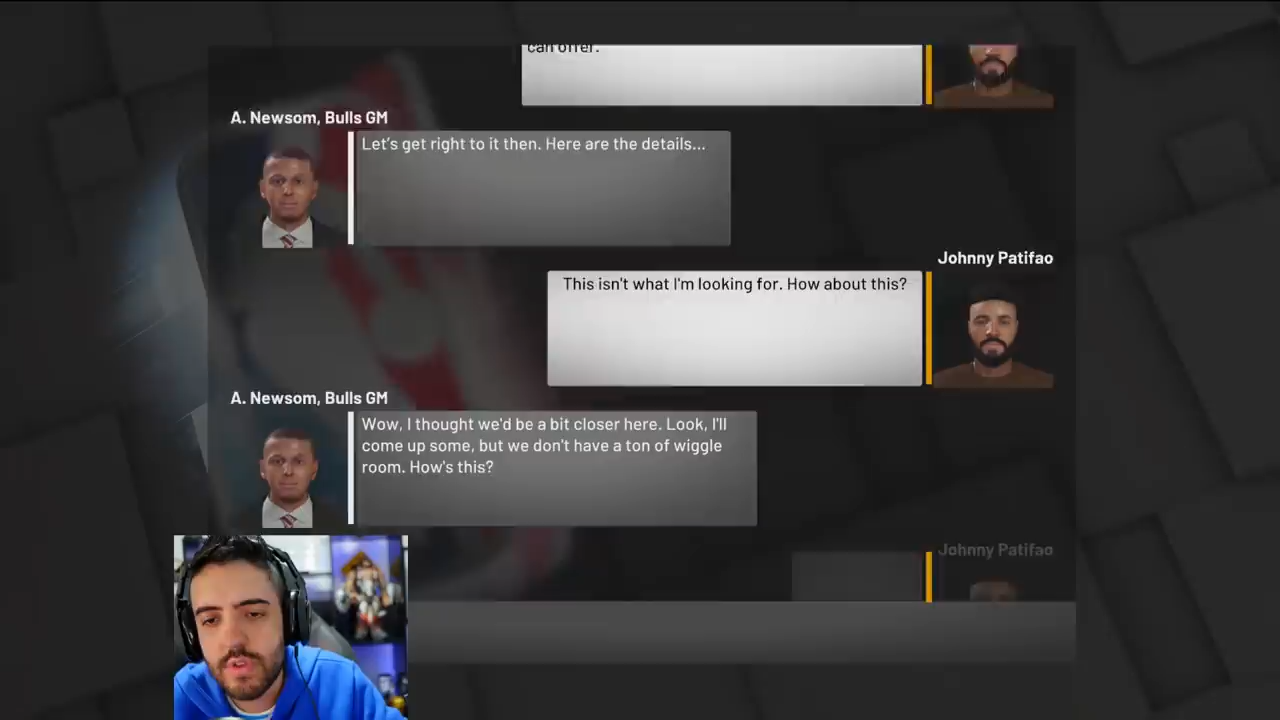 can offer.
A. Newsom, Bulls GM
Let's get right to it then. Here are the details...
Johnny Patifao
This isn't what I'm looking for. How about this?
A. Newsom, Bulls GM
Wow, I thought we'd be a bit closer here. Look, I'll
come up some, but we don't have a ton of wiggle
room. How's this?
Johnny Patifao